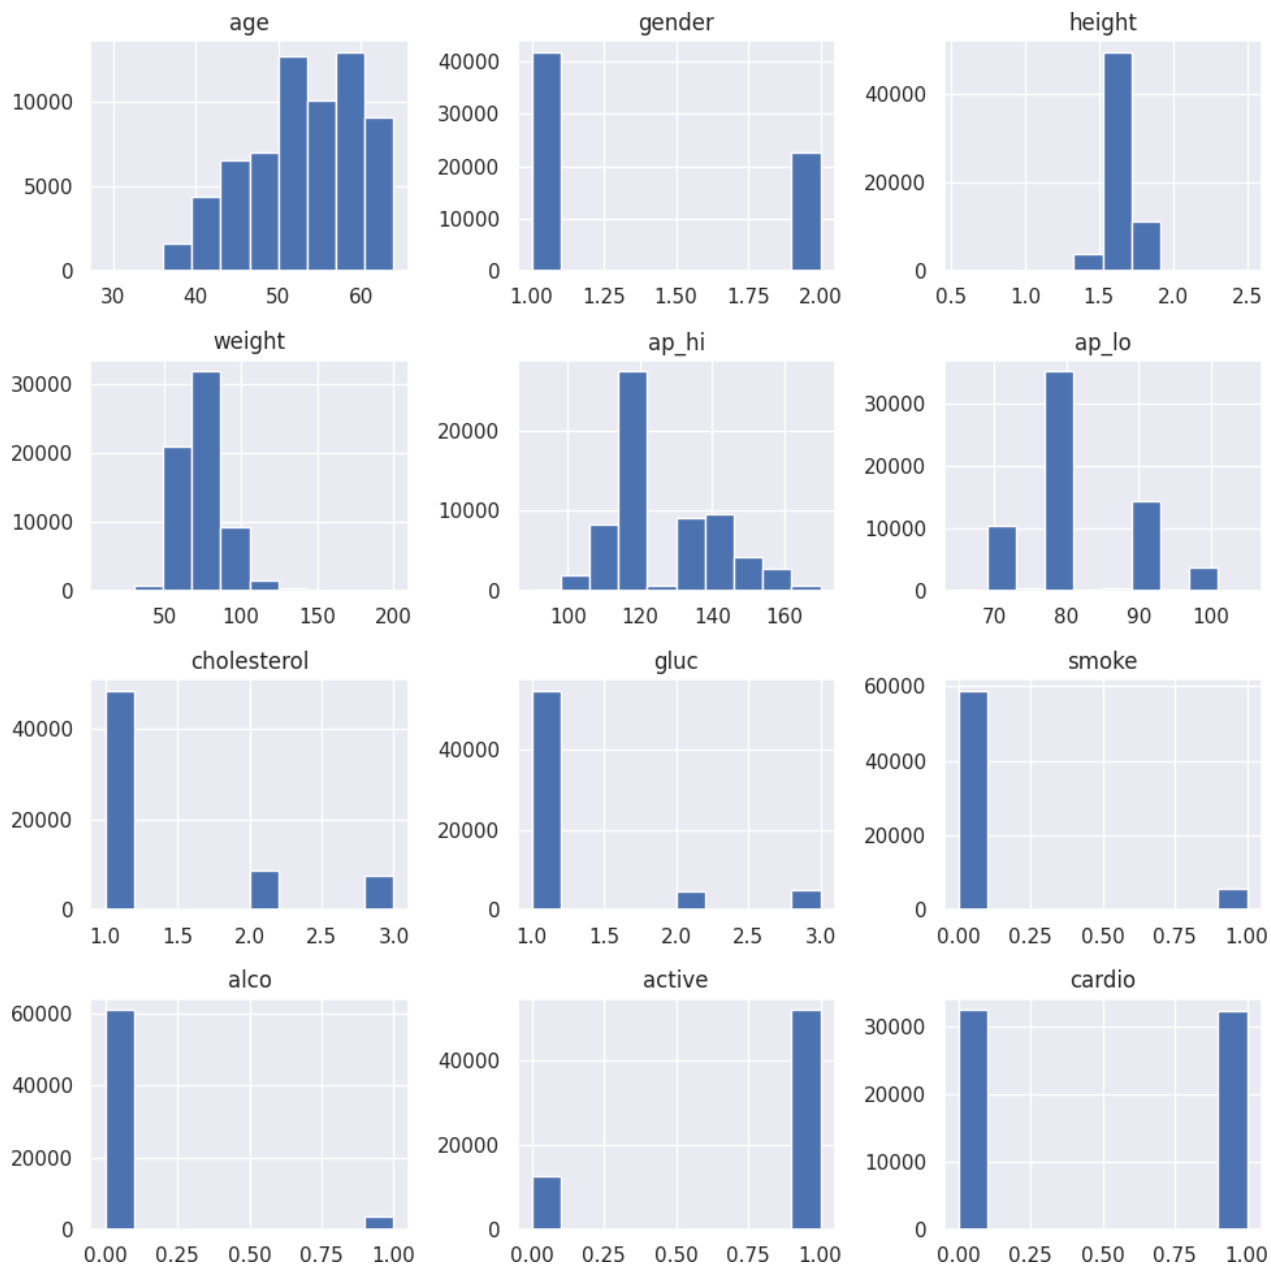 age gender height
10000
5000
0
30 40 50 60
40000
30000
20000
10000
0
1.00 1.25 1.50 1.75 2.00
40000
20000
0
0.5 1.0 1.5 2.0 2.5
weight ap_hi ap_lo
30000
20000
10000
0
50 100 150 200
20000
10000
0
100 120 140 160
30000
20000
10000
0
70 80 90 100
cholesterol gluc smoke
40000
20000
0
1.0 1.5 2.0 2.5 3.0
40000
20000
0
1.0 1.5 2.0 2.5 3.0
60000
40000
20000
0
0.00 0.25 0.50 0.75 1.00
alco active cardio
60000
40000
20000
0
0.00 0.25 0.50 0.75 1.00
40000
20000
0
0.00 0.25 0.50 0.75 1.00
30000
20000
10000
0
0.00 0.25 0.50 0.75 1.00